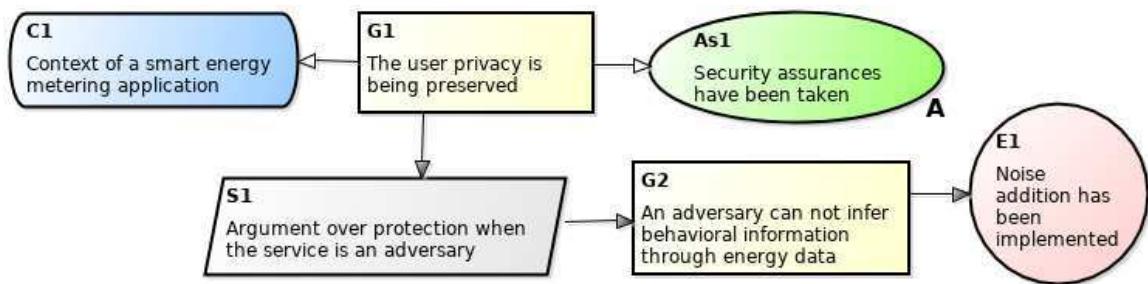 C1
Context of a smart energy
metering application
G1
The user privacy is
being preserved
As1
Security assurances
have been taken
A
S1
Argument over protection when
the service is an adversary
G2
An adversary can not infer
behavioral information
through energy data
E1
Noise
addition has
been
implemented